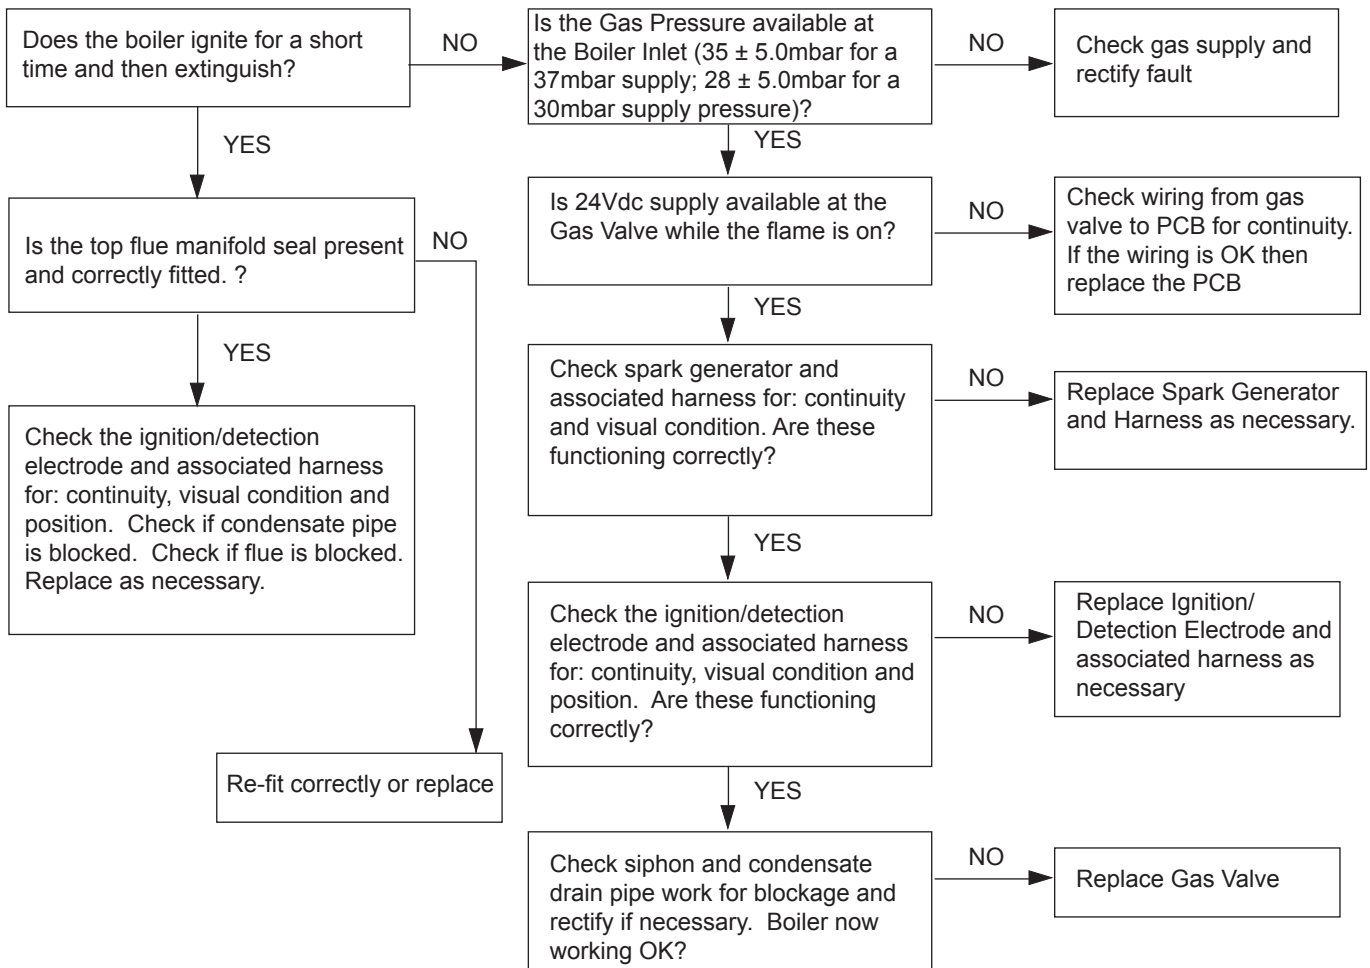 Does the boiler ignite for a short
time and then extinguish?
NO
Is the Gas Pressure available at
the Boiler Inlet (35 ± 5.0mbar for a
37mbar supply; 28 ± 5.0mbar for a
30mbar supply pressure)?
NO
Check gas supply and
rectify fault
YES
YES
Is the top flue manifold seal present
and correctly fitted. ?
NO
Is 24Vdc supply available at the
Gas Valve while the flame is on?
NO
Check wiring from gas
valve to PCB for continuity.
If the wiring is OK then
replace the PCB
YES
YES
Check the ignition/detection
electrode and associated harness
for: continuity, visual condition and
position.  Check if condensate pipe
is blocked.  Check if flue is blocked.
Replace as necessary.
Check spark generator and
associated harness for: continuity
and visual condition. Are these
functioning correctly?
NO
Replace Spark Generator
and Harness as necessary.
YES
Check the ignition/detection
electrode and associated harness
for: continuity, visual condition and
position.  Are these functioning
correctly?
NO
Replace Ignition/
Detection Electrode and
associated harness as
necessary
Re-fit correctly or replace
YES
Check siphon and condensate
drain pipe work for blockage and
rectify if necessary.  Boiler now
working OK?
NO
Replace Gas Valve